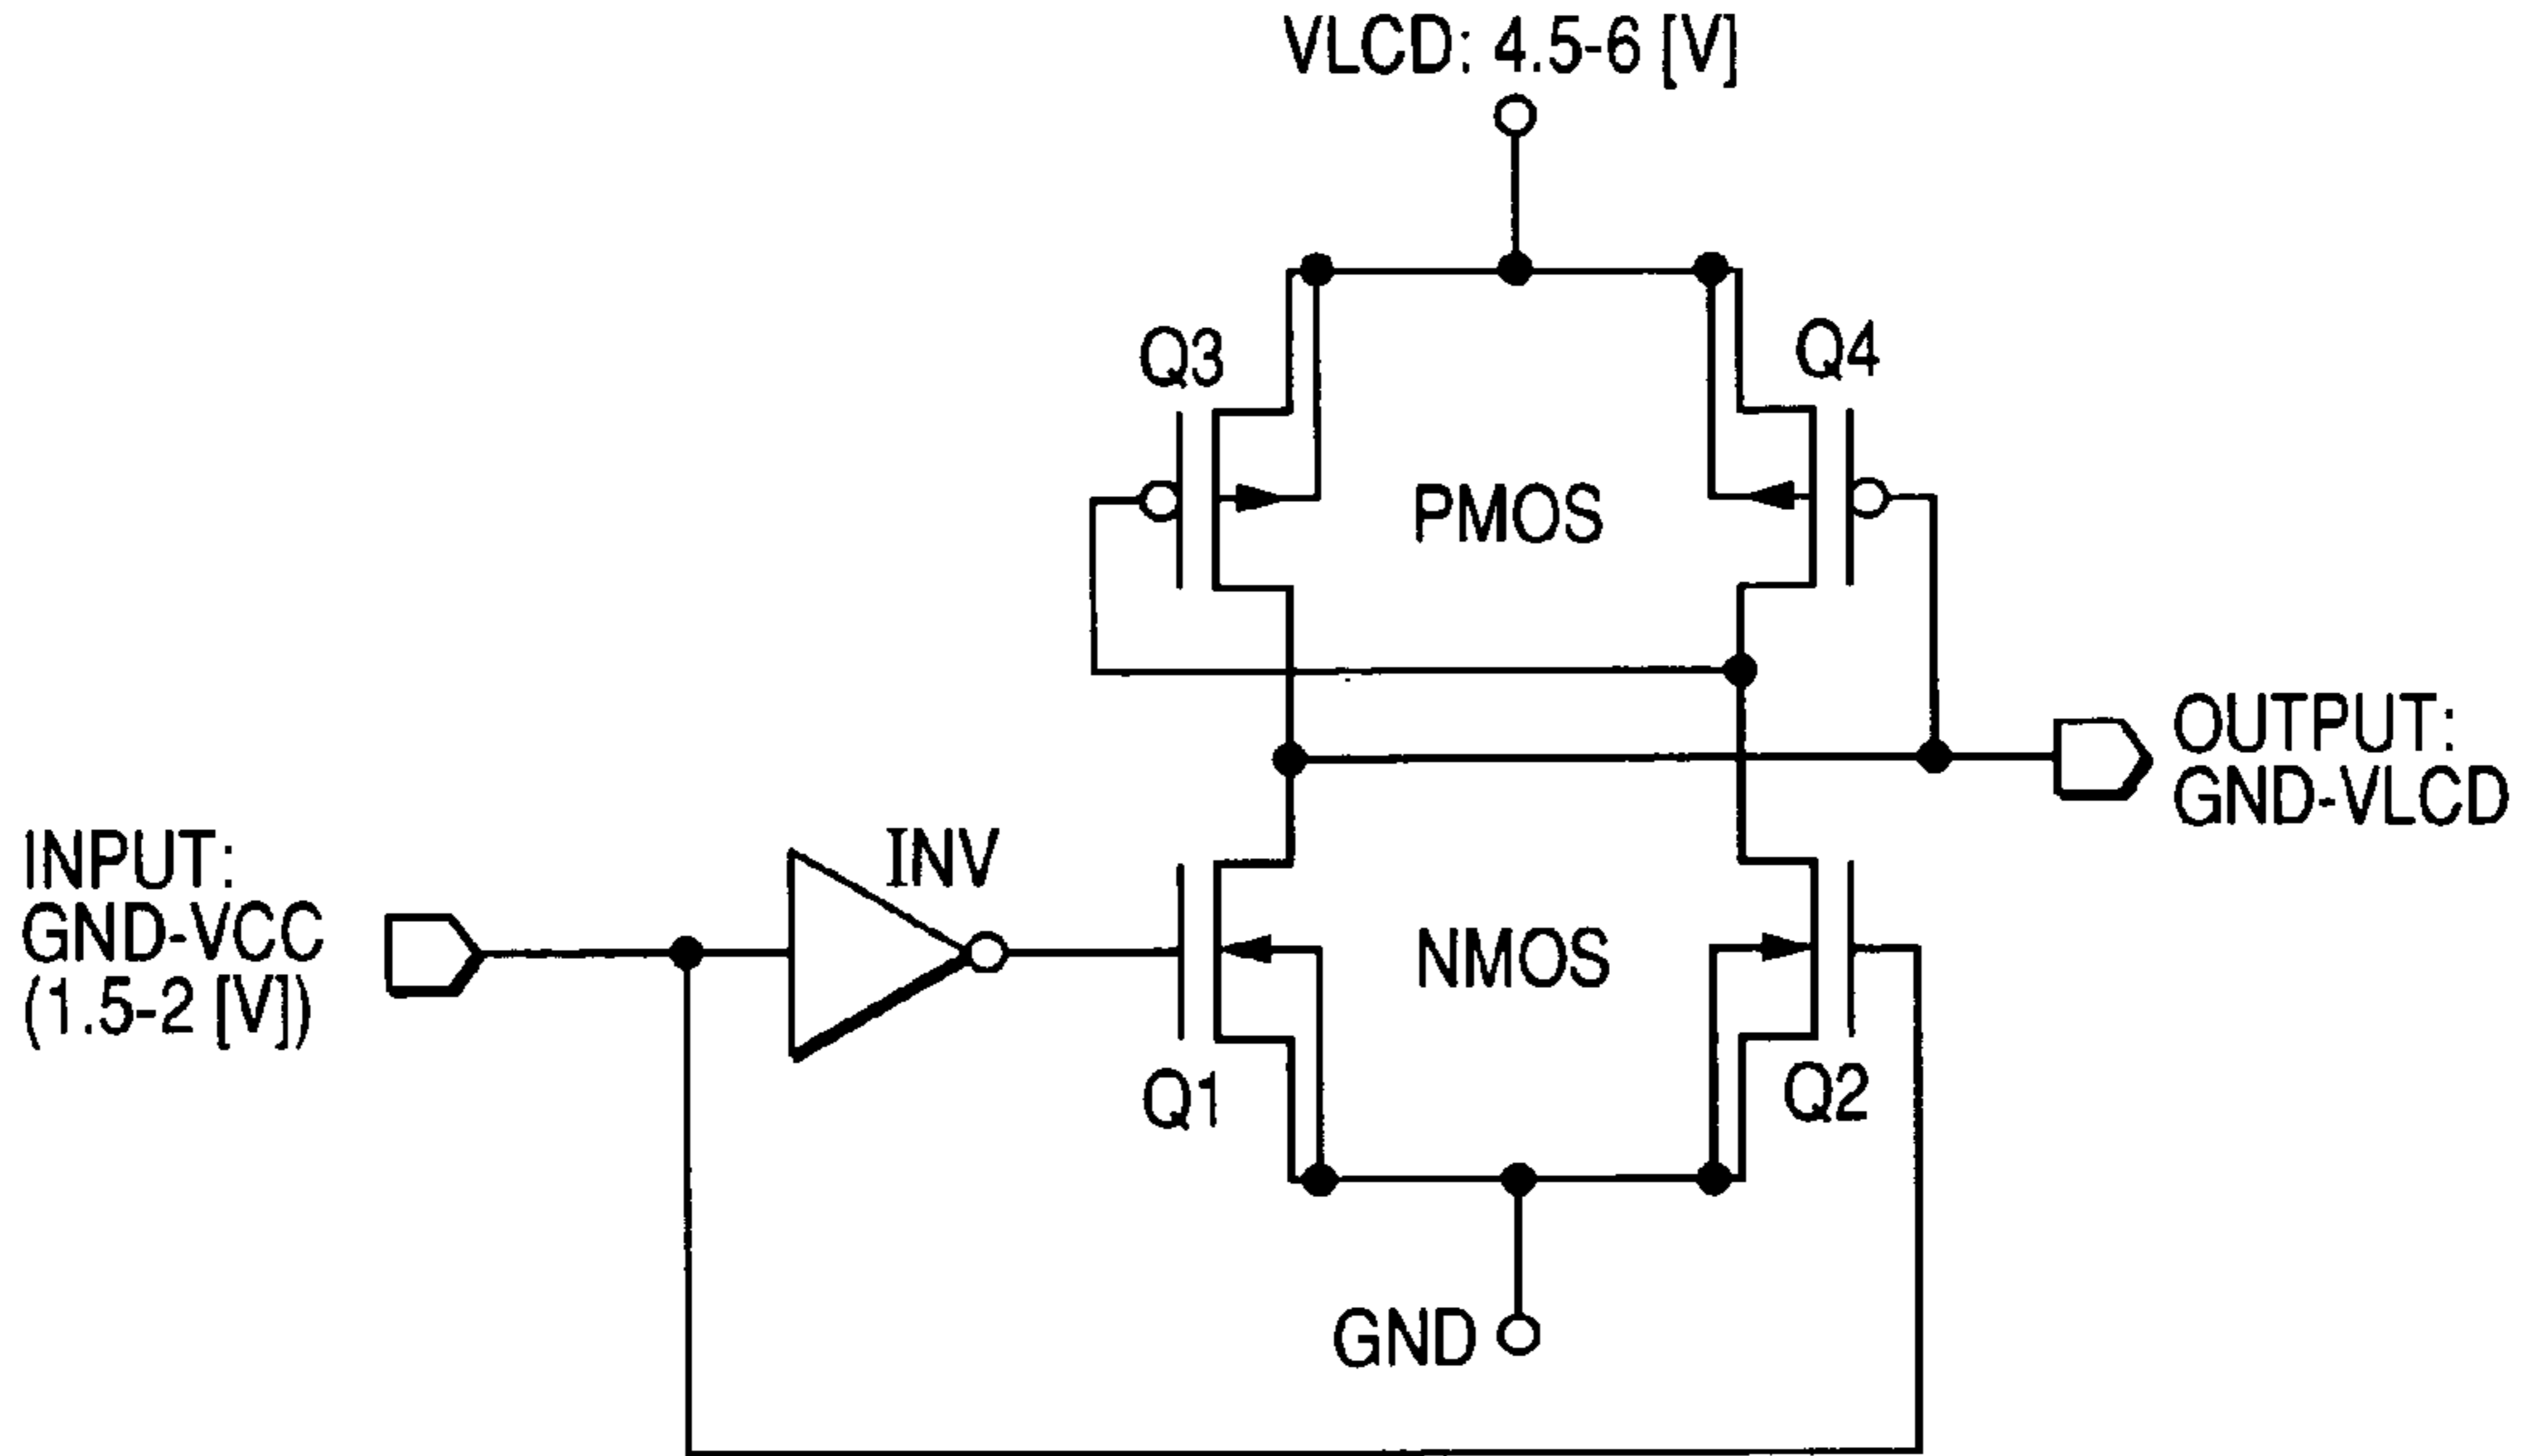 VLCD: 4.5-6 [V]
Q3
Q4
PMOS
OUTPUT:
GND-VLCD
INPUT:
GND-VCC
(1.5-2 [V])
INV
NMOS
Q1
Q2
GND